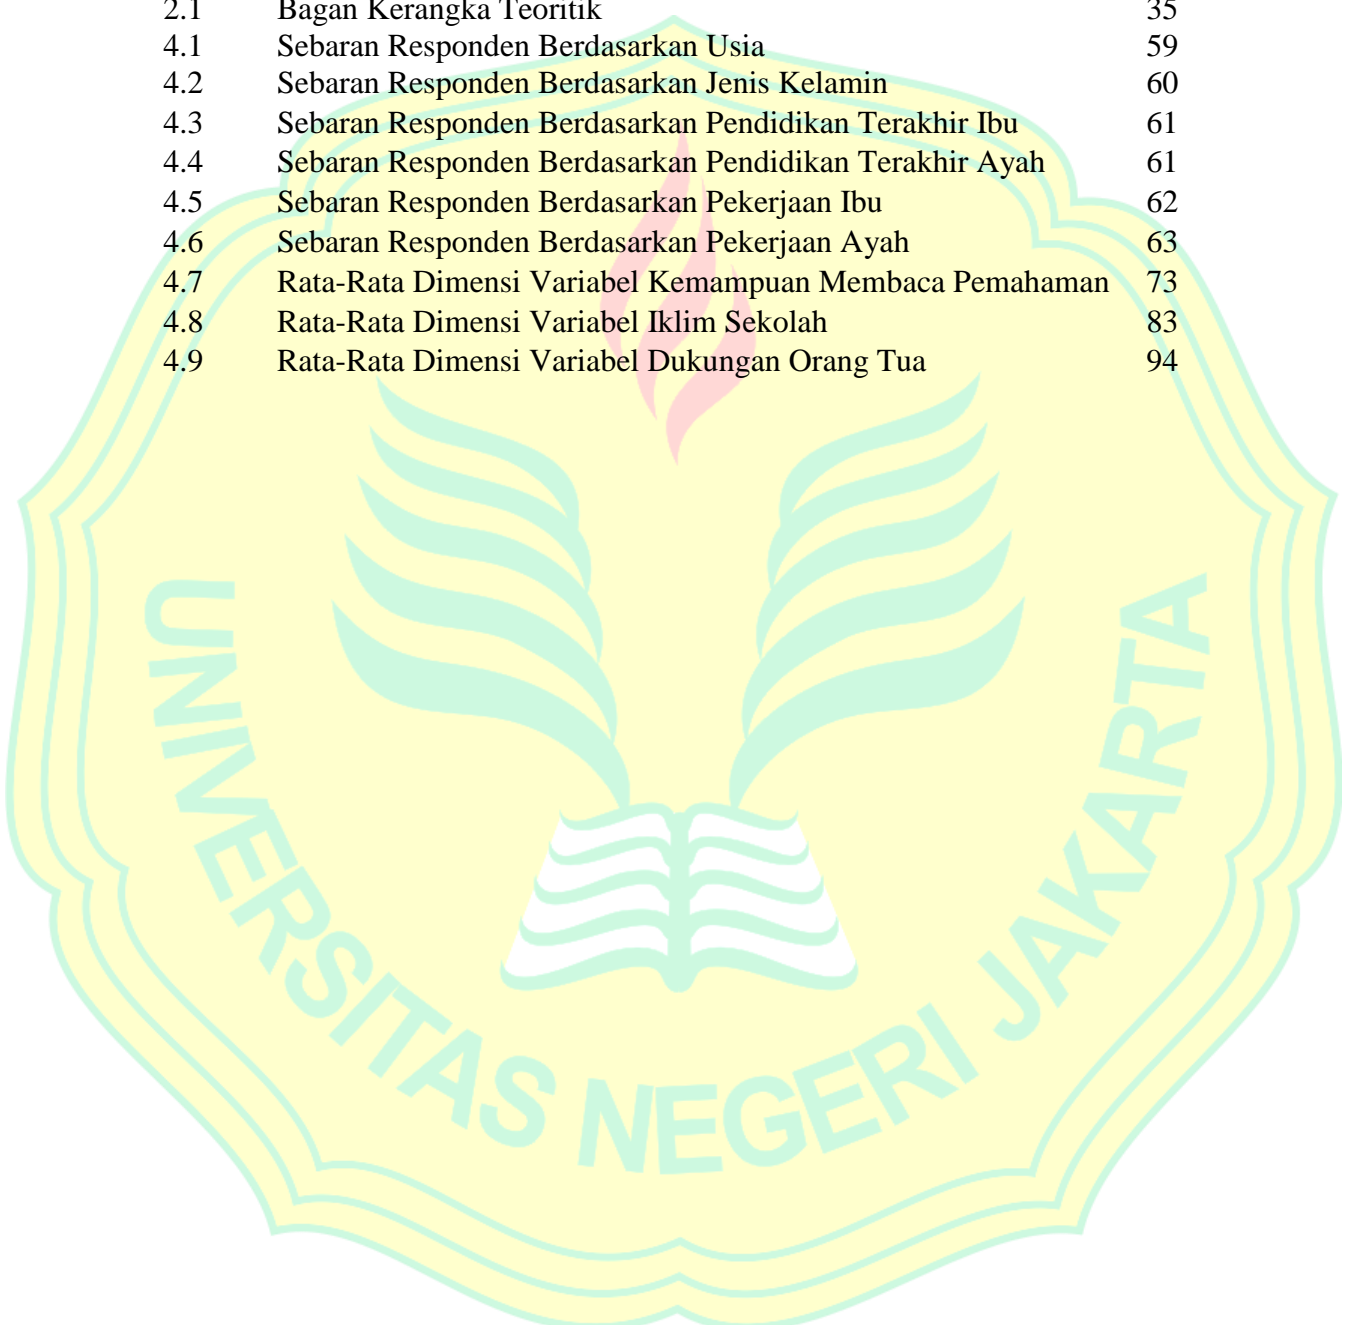 2.1 Bagan Kerangka Teoritik 35
4.1 Sebaran Responden Berdasarkan Usia 59
4.2 Sebaran Responden Berdasarkan Jenis Kelamin 60
4.3 Sebaran Responden Berdasarkan Pendidikan Terakhir Ibu 61
4.4 Sebaran Responden Berdasarkan Pendidikan Terakhir Ayah 61
4.5 Sebaran Responden Berdasarkan Pekerjaan Ibu 62
4.6 Sebaran Responden Berdasarkan Pekerjaan Ayah 63
4.7 Rata-Rata Dimensi Variabel Kemampuan Membaca Pemahaman 73
4.8 Rata-Rata Dimensi Variabel Iklim Sekolah 83
4.9 Rata-Rata Dimensi Variabel Dukungan Orang Tua 94
UNIVERSITAS NEGERI JAKARTA